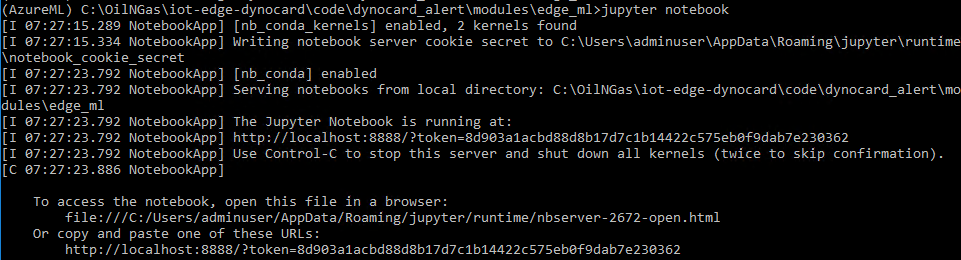 (AzureML) C:\OilNGas\iot-edge-dynocard\code\dynocard_alert\modules\edge_ml>jupyter notebook
[I 07:27:15.289 NotebookApp] [nb_conda_kernels] enabled, 2 kernels found
[I 07:27:15.334 NotebookApp] Writing notebook server cookie secret to C:\Users\adminuser\AppData\Roaming\jupyter\runtime
\notebook_cookie_secret
[I 07:27:23.792 NotebookApp] [nb_conda] enabled
[I 07:27:23.792 NotebookApp] Serving notebooks from local directory: C:\OilNGas\iot-edge-dynocard\code\dynocard_alert\mo
dules\edge_ml
[I 07:27:23.792 NotebookApp] The Jupyter Notebook is running at:
[I 07:27:23.792 NotebookApp] http://localhost:8888/?token=8d903a1acbd88d8b17d7c1b14422c575eb0f9dab7e230362
[I 07:27:23.792 NotebookApp] Use Control-C to stop this server and shut down all kernels (twice to skip confirmation).
[C 07:27:23.886 NotebookApp]
To access the notebook, open this file in a browser:
file:///C:/Users/adminuser/AppData/Roaming/jupyter/runtime/nbserver-2672-open.html
Or copy and paste one of these URLs:
http://localhost:8888/?token=8d903a1acbd88d8b17d7c1b14422c575eb0f9dab7e230362